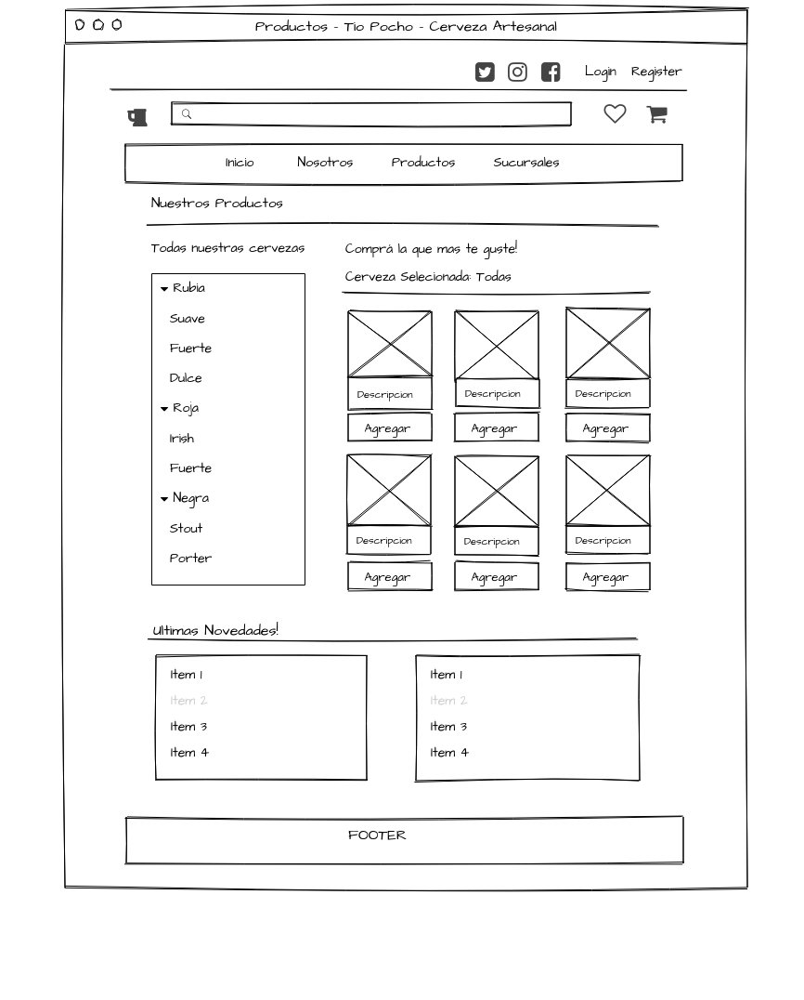 Productos - Tio Pocho - Cerveza Artesanal
Login Register
Inicio Nosotros Productos Sucursales
Nuestros Productos
Todas nuestras cervezas
Rubia
Suave
Fuerte
Dulce
Roja
Irish
Fuerte
Negra
Stout
Porter
Comprá la que mas te guste!
Cerveza Selecionada: Todas
Descripcion Descripcion Descripcion
Agregar Agregar Agregar
Descripcion Descripcion Descripcion
Agregar Agregar Agregar
Ultimas Novedades!
Item 1
Item 2
Item 3
Item 4
Item 1
Item 2
Item 3
Item 4
FOOTER